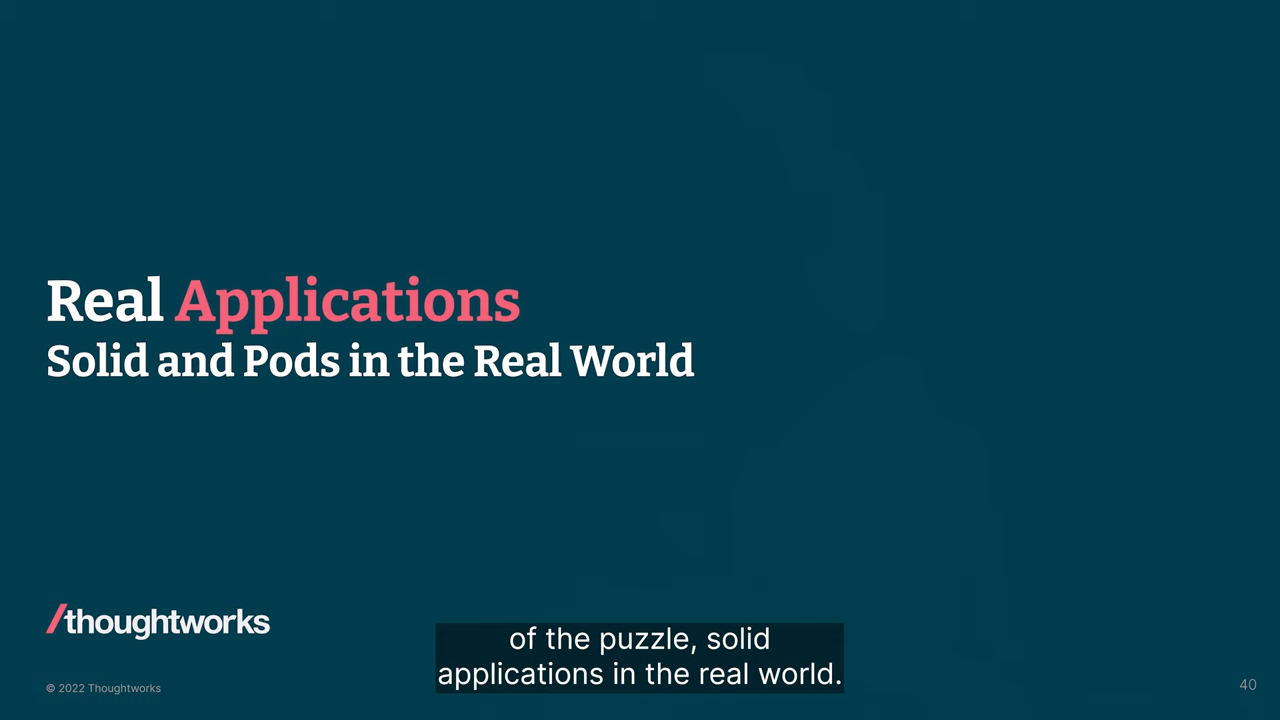 Real Applications
Solid and Pods in the Real World
/thoughtworks
© 2022 Thoughtworks
of the puzzle, solid
applications in the real world.
40